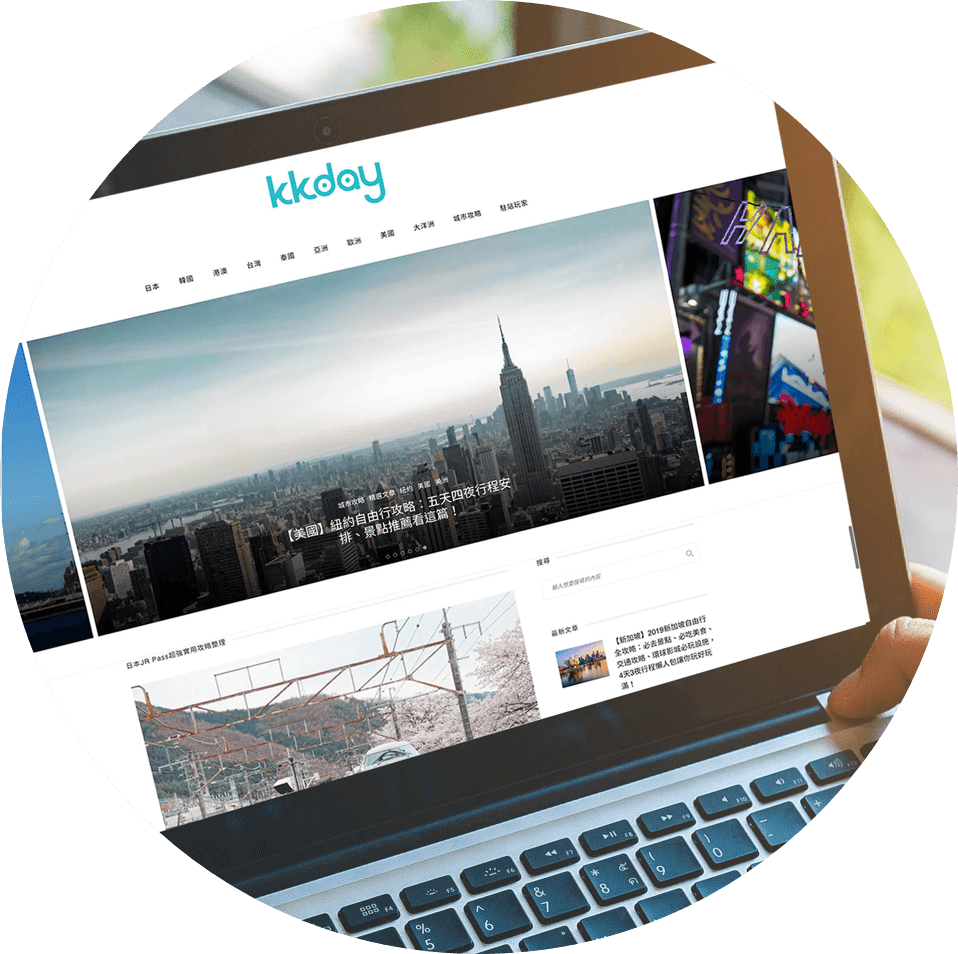 kkday
日本 韓國 港澳 台灣 泰國 亞洲 歐洲 美國 大洋洲 城市攻略 駐站玩家
城市攻略 精選文章 紐約 美國 美洲
【美國】紐約自由行攻略：五天四夜行程安
排、景點推薦看這篇！
日本JR Pass超強實用攻略整理
搜尋
輸入想要搜尋的內容
最新文章
【新加坡】2019新加坡自由行
全攻略：必去景點、必吃美食、
交通攻略、環球影城必玩設施，
4天3夜行程懶人包讓你玩好玩
滿！
F4 F5 F6 F7 F8 F9 F10 F11
% 5 ^ 6 & 7 * 8 ( 9 ) 0 _ - +